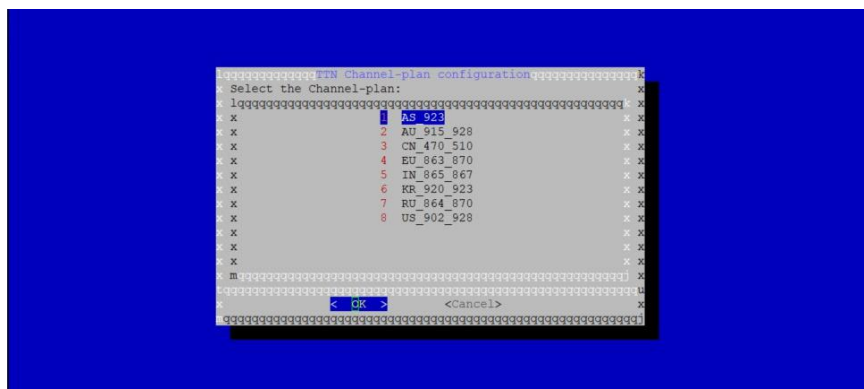 TTN Channel-plan configuration
Select the Channel-plan:
1 AS_923
2 AU_915_928
3 CN_470_510
4 EU_863_870
5 IN_865_867
6 KR_920_923
7 RU_864_870
8 US_902_928
< OK > <Cancel>